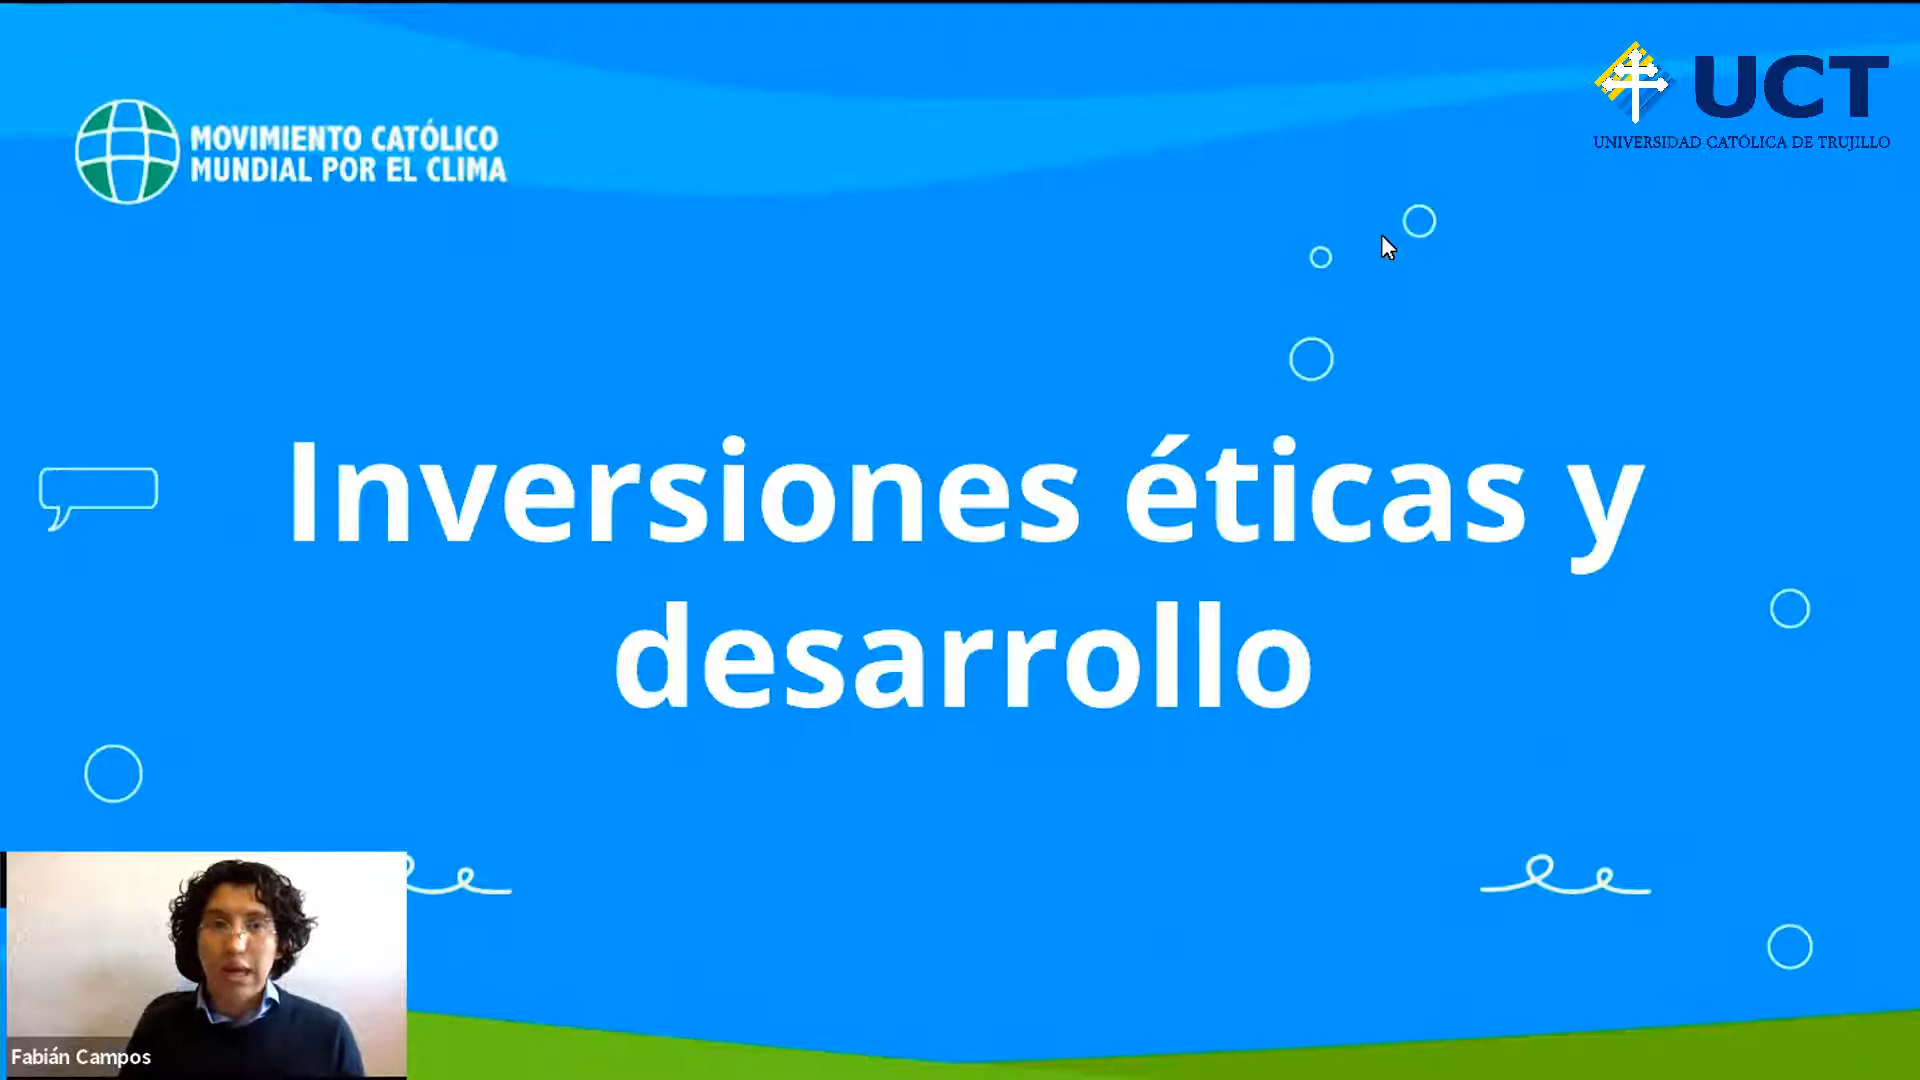 MOVIMIENTO CATÓLICO
MUNDIAL POR EL CLIMA
UCT
UNIVERSIDAD CATÓLICA DE TRUJILLO
Inversiones éticas y
desarrollo
Fabián Campos